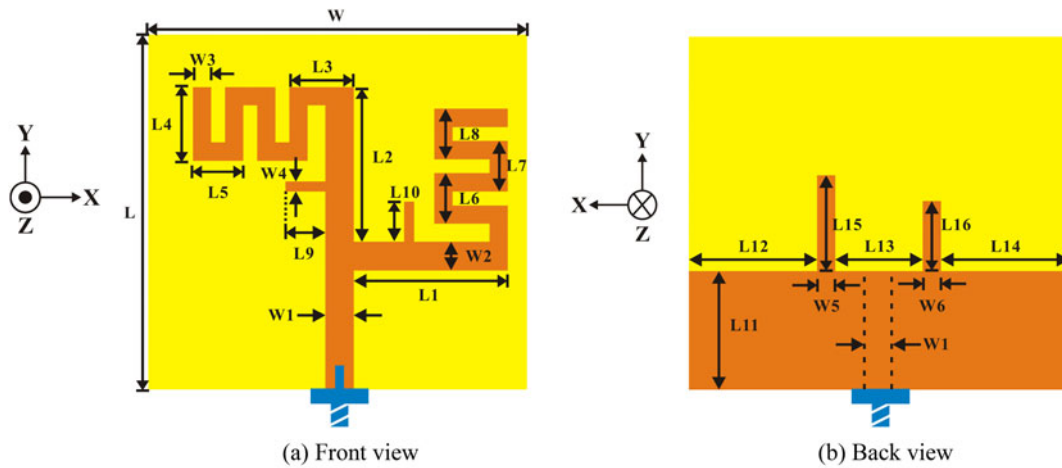 W
W3
L3
L4
L8
Y
L2
L7
W4
L10
L5
L6
X
L
Z
L9
W2
L1
W1
(a) Front view
Y
X
Z
L15
L16
L12
L13
L14
W5
W6
L11
W1
(b) Back view